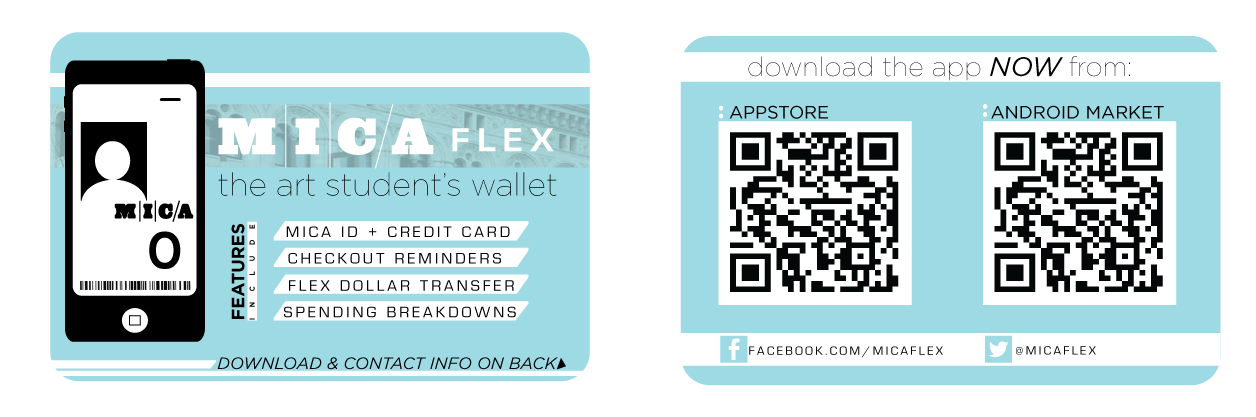 M|I|C/A FLEX
the art student's wallet
M|I|C/A
O
FEATURES
INCLUDE
MICA ID + CREDIT CARD
CHECKOUT REMINDERS
FLEX DOLLAR TRANSFER
SPENDING BREAKDOWNS
DOWNLOAD & CONTACT INFO ON BACK
download the app NOW from:
: APPSTORE
: ANDROID MARKET
FACEBOOK.COM/MICAFLEX
@MICAFLEX